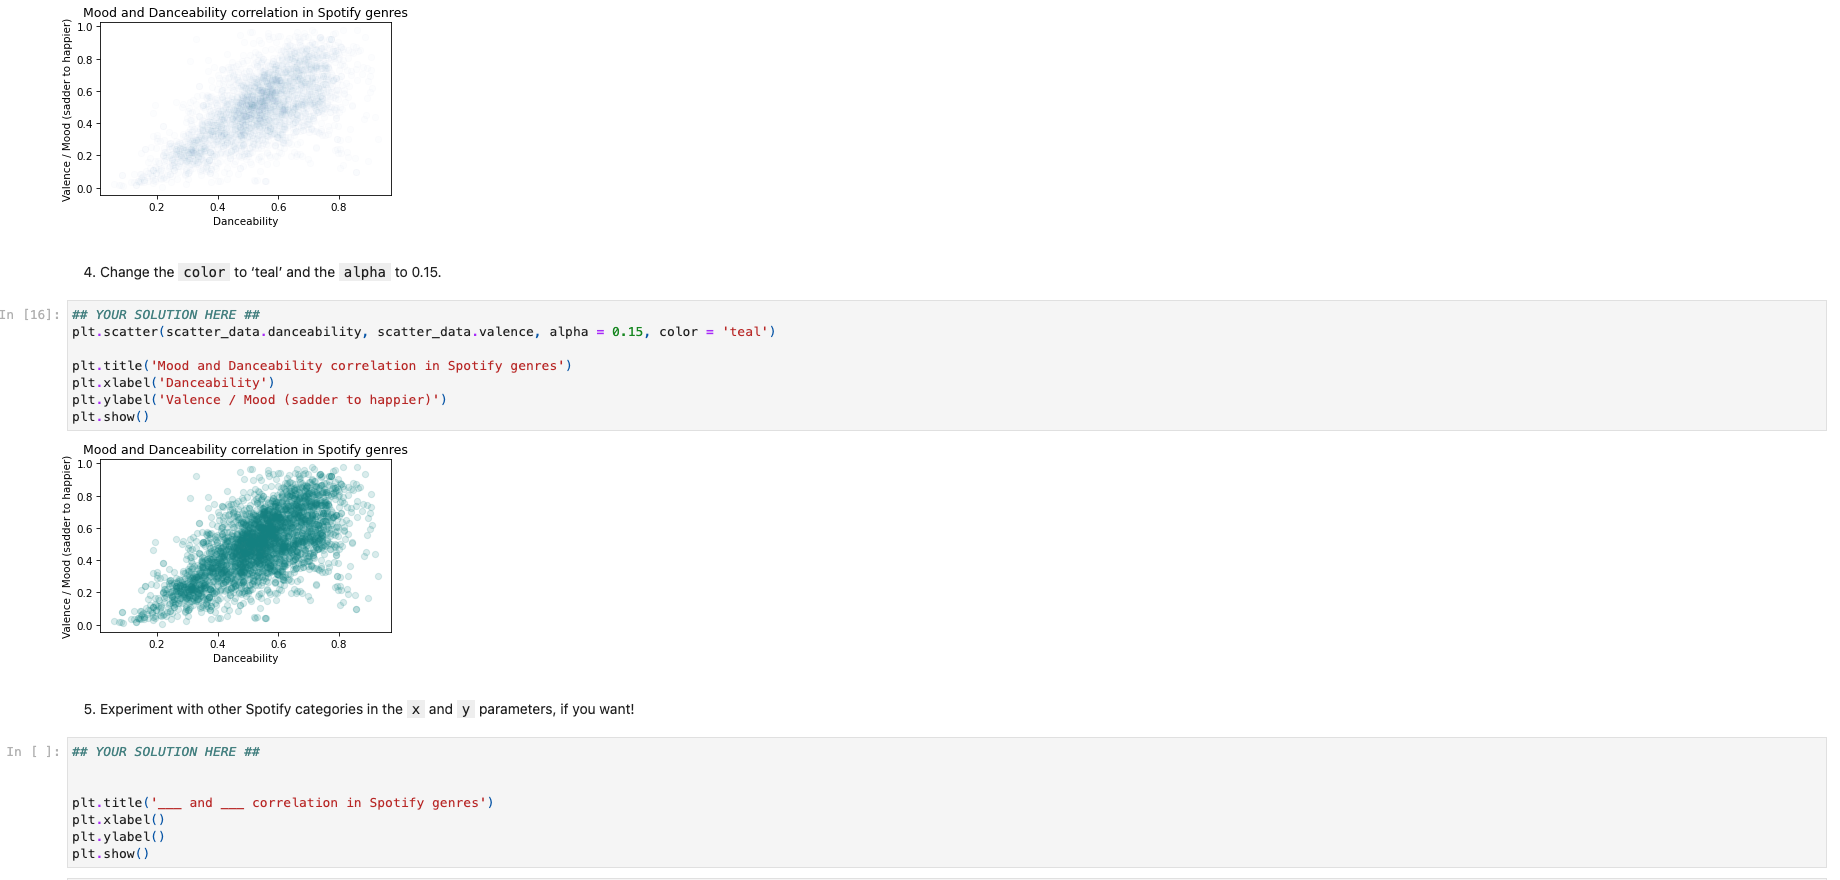 Mood and Danceability correlation in Spotify genres
Valence / Mood (sadder to happier)
1.0
0.8
0.6
0.4
0.2
0.0
0.2 0.4 0.6 0.8
Danceability
4. Change the color to ‘teal’ and the alpha to 0.15.
In [16]:
## YOUR SOLUTION HERE ##
plt.scatter(scatter_data.danceability, scatter_data.valence, alpha = 0.15, color = 'teal')
plt.title('Mood and Danceability correlation in Spotify genres')
plt.xlabel('Danceability')
plt.ylabel('Valence / Mood (sadder to happier)')
plt.show()
Mood and Danceability correlation in Spotify genres
Valence / Mood (sadder to happier)
1.0
0.8
0.6
0.4
0.2
0.0
0.2 0.4 0.6 0.8
Danceability
5. Experiment with other Spotify categories in the x and y parameters, if you want!
In [ ]:
## YOUR SOLUTION HERE ##
plt.title('___ and ___ correlation in Spotify genres')
plt.xlabel()
plt.ylabel()
plt.show()